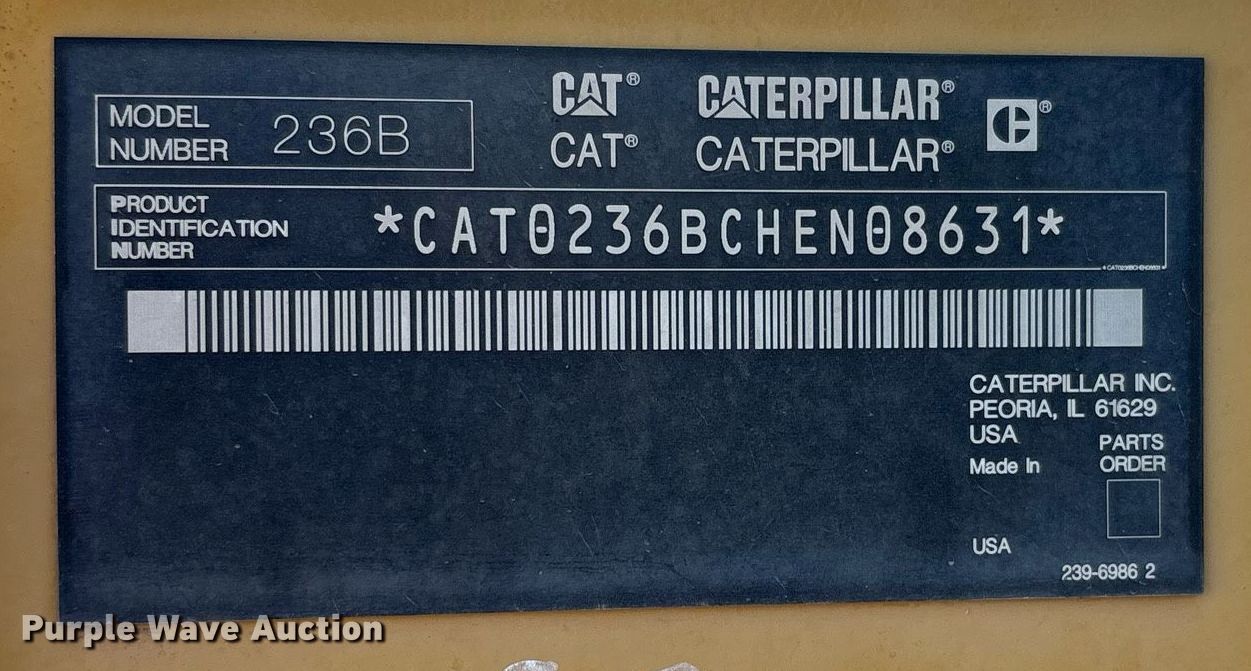 CAT® CATERPILLAR®
CAT® CATERPILLAR®
MODEL
NUMBER 236B
PRODUCT
IDENTIFICATION
NUMBER
*CAT0236BCHEN08631*
*CAT0236BCHEN08631*
CATERPILLAR INC.
PEORIA, IL 61629
USA
Made In
PARTS
ORDER
USA
239-6986 2
Purple Wave Auction